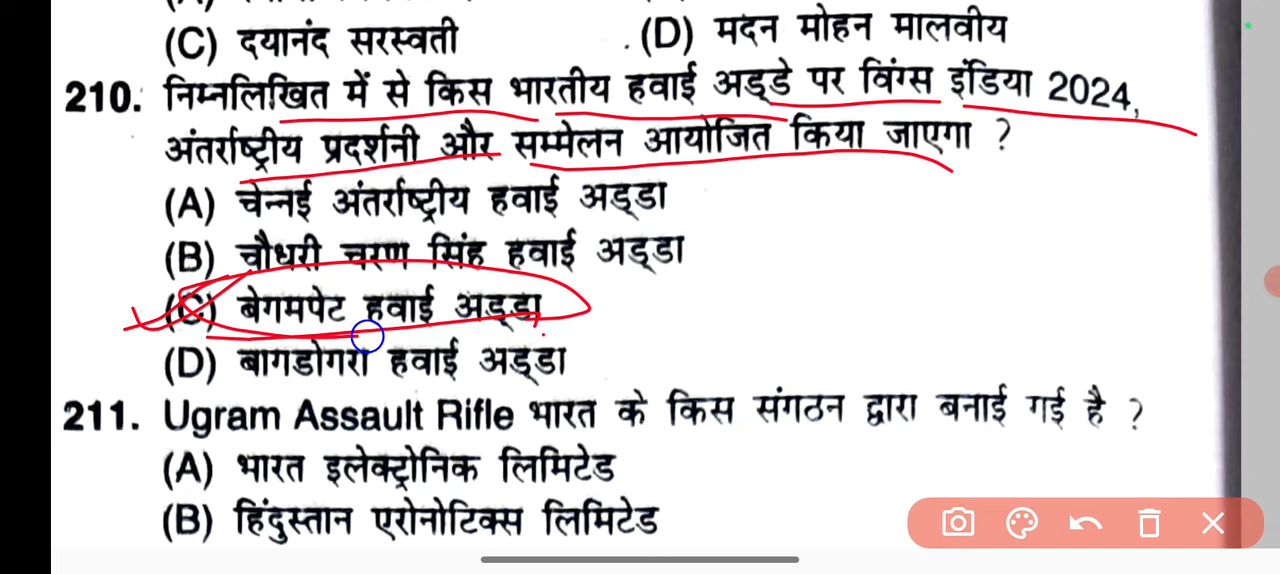 (C) दयानंद सरस्वती (D) मदन मोहन मालवीय
210. निम्नलिखित में से किस भारतीय हवाई अड्डे पर विंग्स इंडिया 2024,
अंतर्राष्ट्रीय प्रदर्शनी और सम्मेलन आयोजित किया जाएगा ?
(A) चेन्नई अंतर्राष्ट्रीय हवाई अड्डा
(B) चौधरी चरण सिंह हवाई अड्डा
(C) बेगमपेट हवाई अड्डा
(D) बागडोगरा हवाई अड्डा
211. Ugram Assault Rifle भारत के किस संगठन द्वारा बनाई गई है ?
(A) भारत इलेक्ट्रोनिक लिमिटेड
(B) हिंदुस्तान एरोनोटिक्स लिमिटेड